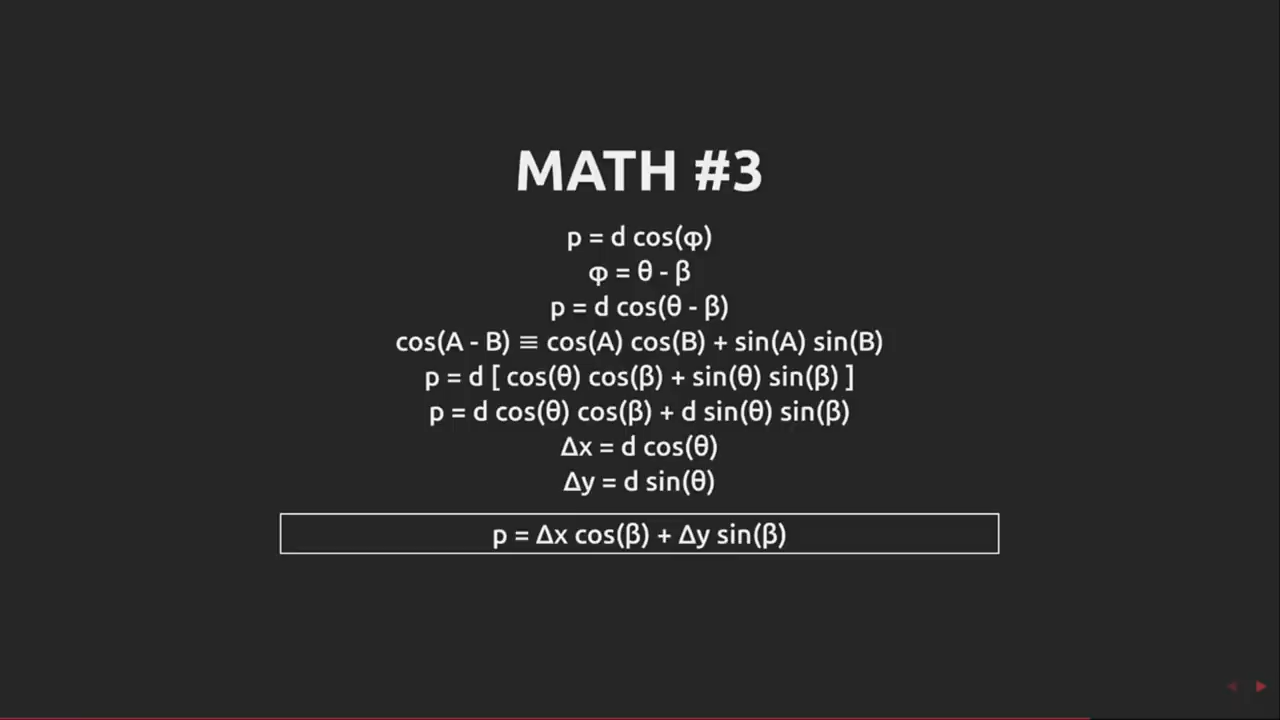 MATH #3
p = d cos(φ)
φ = θ - β
p = d cos(θ - β)
cos(A - B) ≡ cos(A) cos(B) + sin(A) sin(B)
p = d [ cos(θ) cos(β) + sin(θ) sin(β) ]
p = d cos(θ) cos(β) + d sin(θ) sin(β)
Δx = d cos(θ)
Δy = d sin(θ)
p = Δx cos(β) + Δy sin(β)